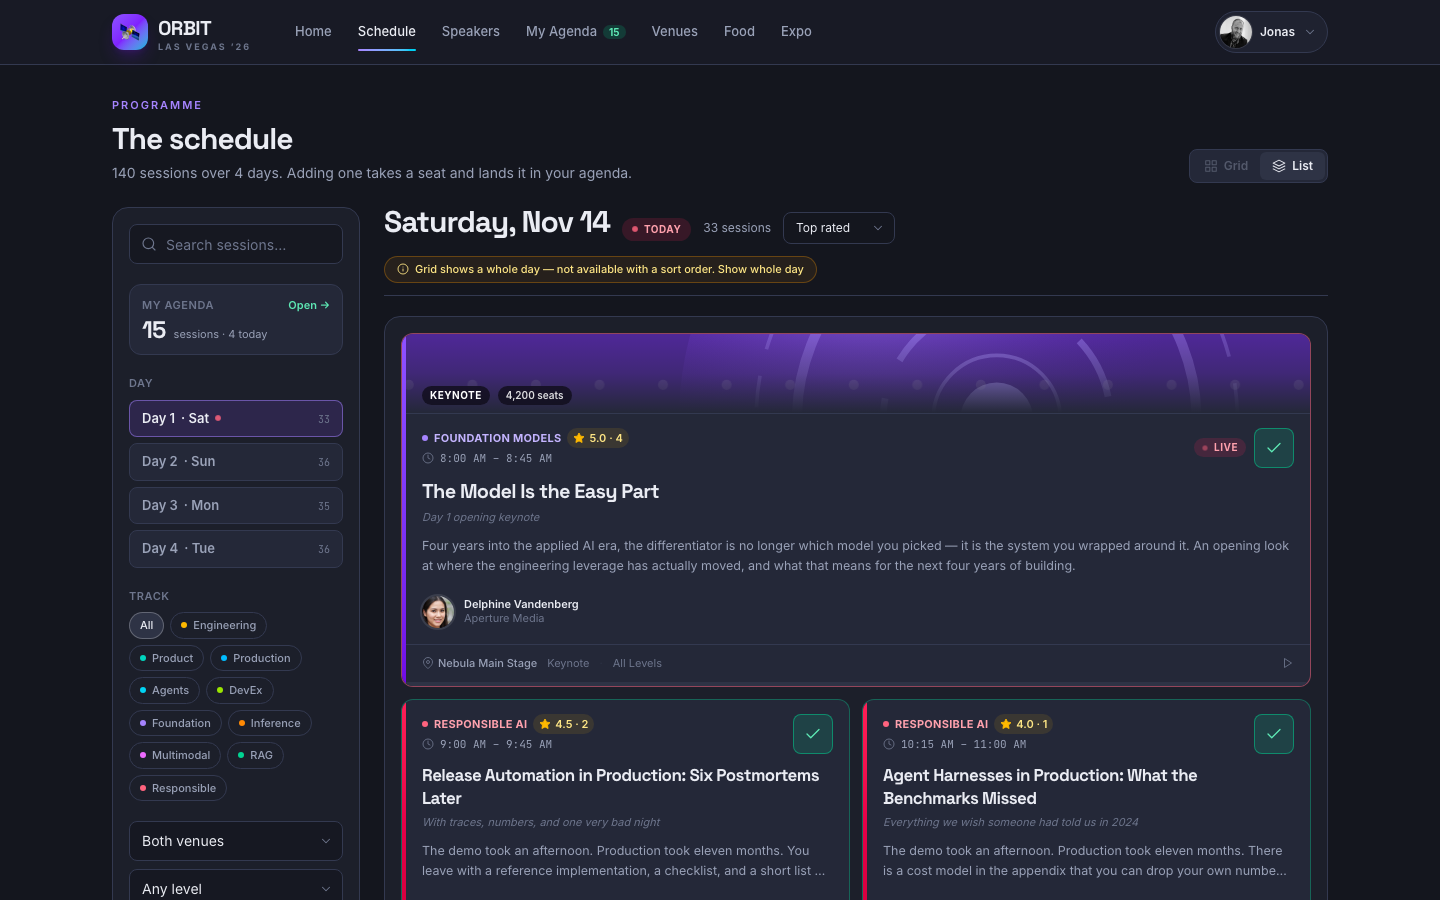 ORBIT
LAS VEGAS '26
Home
Schedule
Speakers
My Agenda 15
Venues
Food
Expo
Jonas
PROGRAMME
The schedule
140 sessions over 4 days. Adding one takes a seat and lands it in your agenda.
Grid
List
Search sessions...
MY AGENDA
Open →
15 sessions · 4 today
DAY
Day 1 · Sat 33
Day 2 · Sun 36
Day 3 · Mon 35
Day 4 · Tue 36
TRACK
All
Engineering
Product
Production
Agents
DevEx
Foundation
Inference
Multimodal
RAG
Responsible
Both venues
Any level
Saturday, Nov 14
TODAY
33 sessions
Top rated
Grid shows a whole day — not available with a sort order. Show whole day
KEYNOTE
4,200 seats
FOUNDATION MODELS
5.0 · 4
8:00 AM – 8:45 AM
LIVE
The Model Is the Easy Part
Day 1 opening keynote
Four years into the applied AI era, the differentiator is no longer which model you picked — it is the system you wrapped around it. An opening look
at where the engineering leverage has actually moved, and what that means for the next four years of building.
Delphine Vandenberg
Aperture Media
Nebula Main Stage
Keynote
All Levels
RESPONSIBLE AI
4.5 · 2
9:00 AM – 9:45 AM
Release Automation in Production: Six Postmortems
Later
With traces, numbers, and one very bad night
The demo took an afternoon. Production took eleven months. You
leave with a reference implementation, a checklist, and a short list ...
RESPONSIBLE AI
4.0 · 1
10:15 AM – 11:00 AM
Agent Harnesses in Production: What the
Benchmarks Missed
Everything we wish someone had told us in 2024
The demo took an afternoon. Production took eleven months. There
is a cost model in the appendix that you can drop your own numbe...